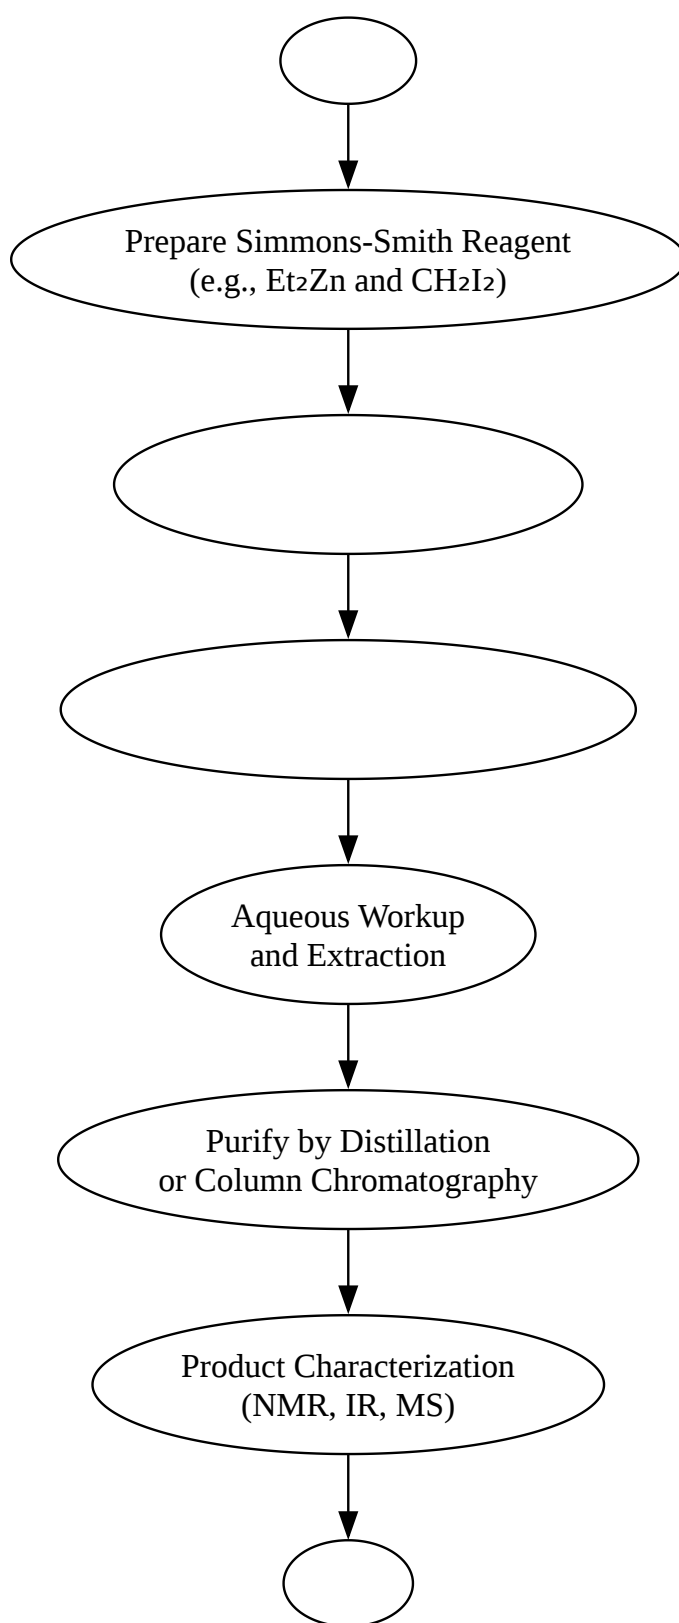 Prepare Simmons-Smith Reagent
(e.g., Et₂Zn and CH₂I₂)
Aqueous Workup
and Extraction
Purify by Distillation
or Column Chromatography
Product Characterization
(NMR, IR, MS)